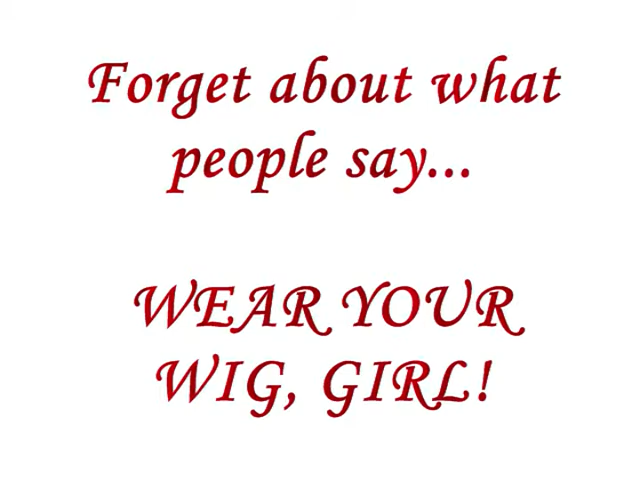 Forget about what
people say...
WEAR YOUR
WIG, GIRL!